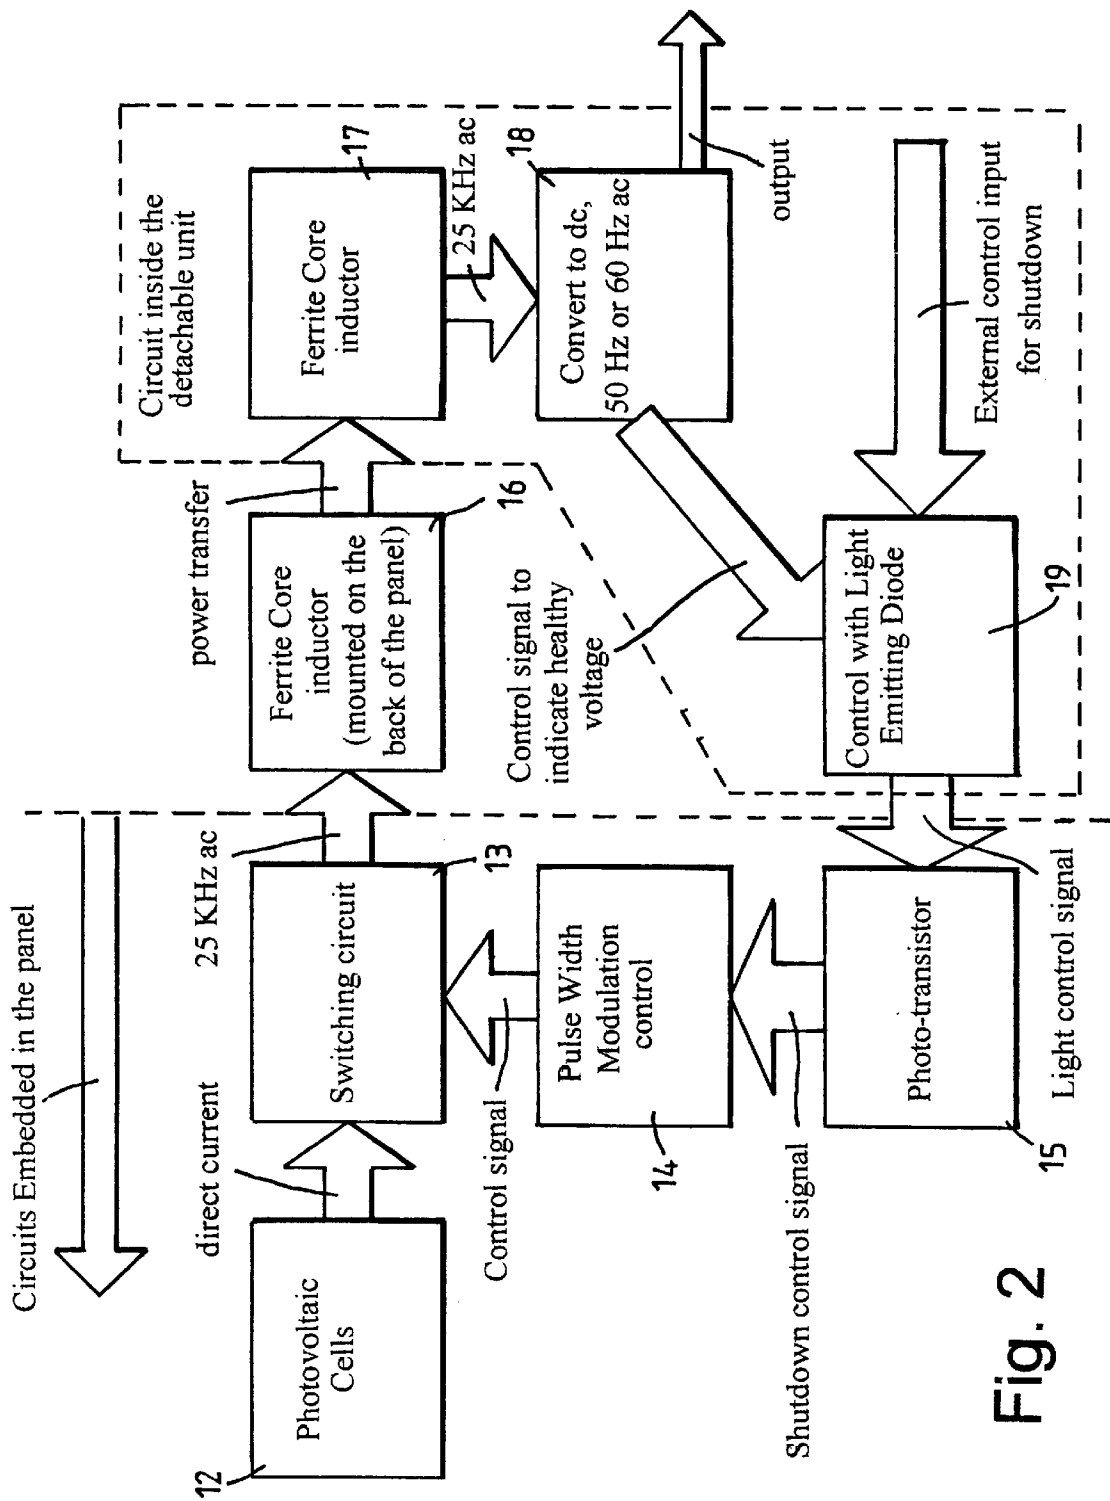 Circuits Embedded in the panel
Circuit inside the
detachable unit
direct current
25 KHz ac
power transfer
Photovoltaic
Cells
12
Switching circuit
13
Ferrite Core
inductor
(mounted on the
back of the panel)
16
Ferrite Core
inductor
17
25 KHz ac
Control signal
Pulse Width
Modulation
control
14
Control signal to
indicate healthy
voltage
Convert to dc,
50 Hz or 60 Hz ac
18
output
Shutdown control signal
Photo-transistor
15
Light control signal
Control with Light
Emitting Diode
19
External control input
for shutdown
Fig. 2